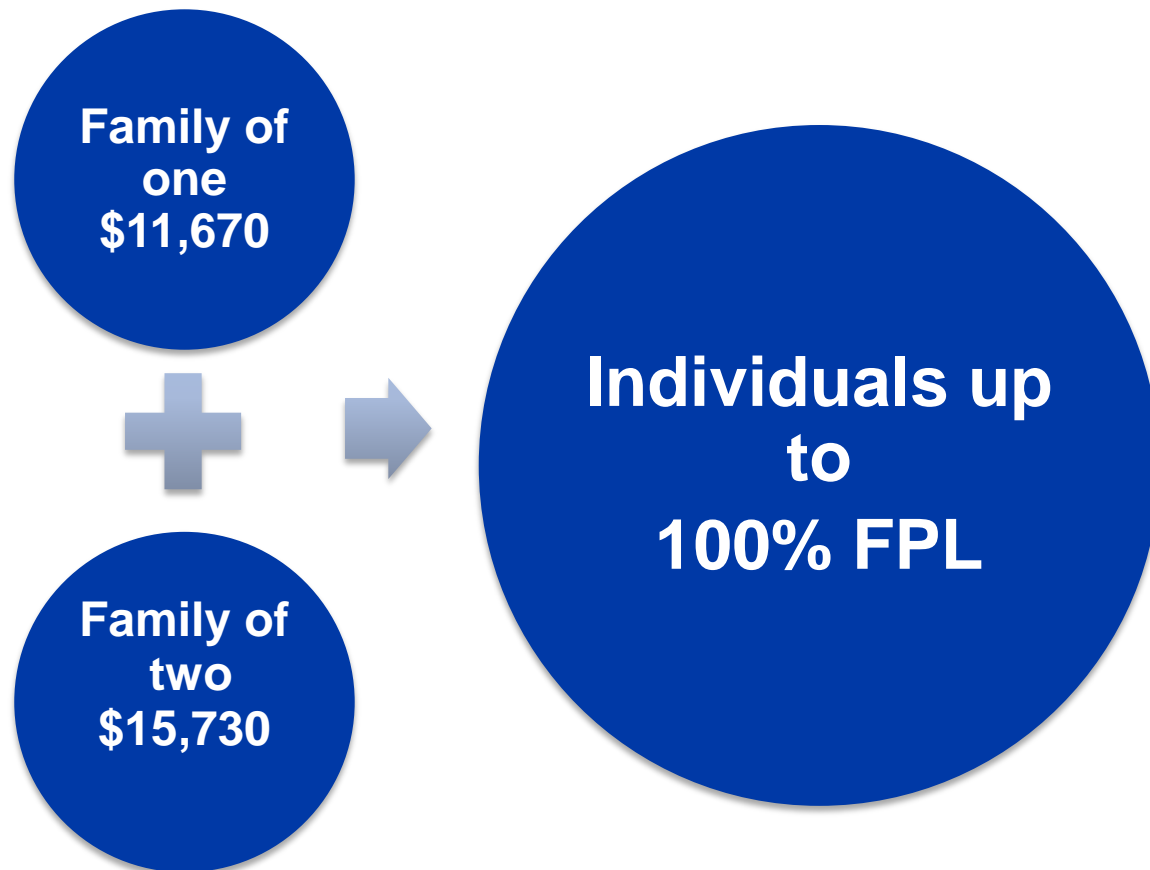 Family of
one
$11,670
Individuals up
to
100% FPL
Family of
two
$15,730